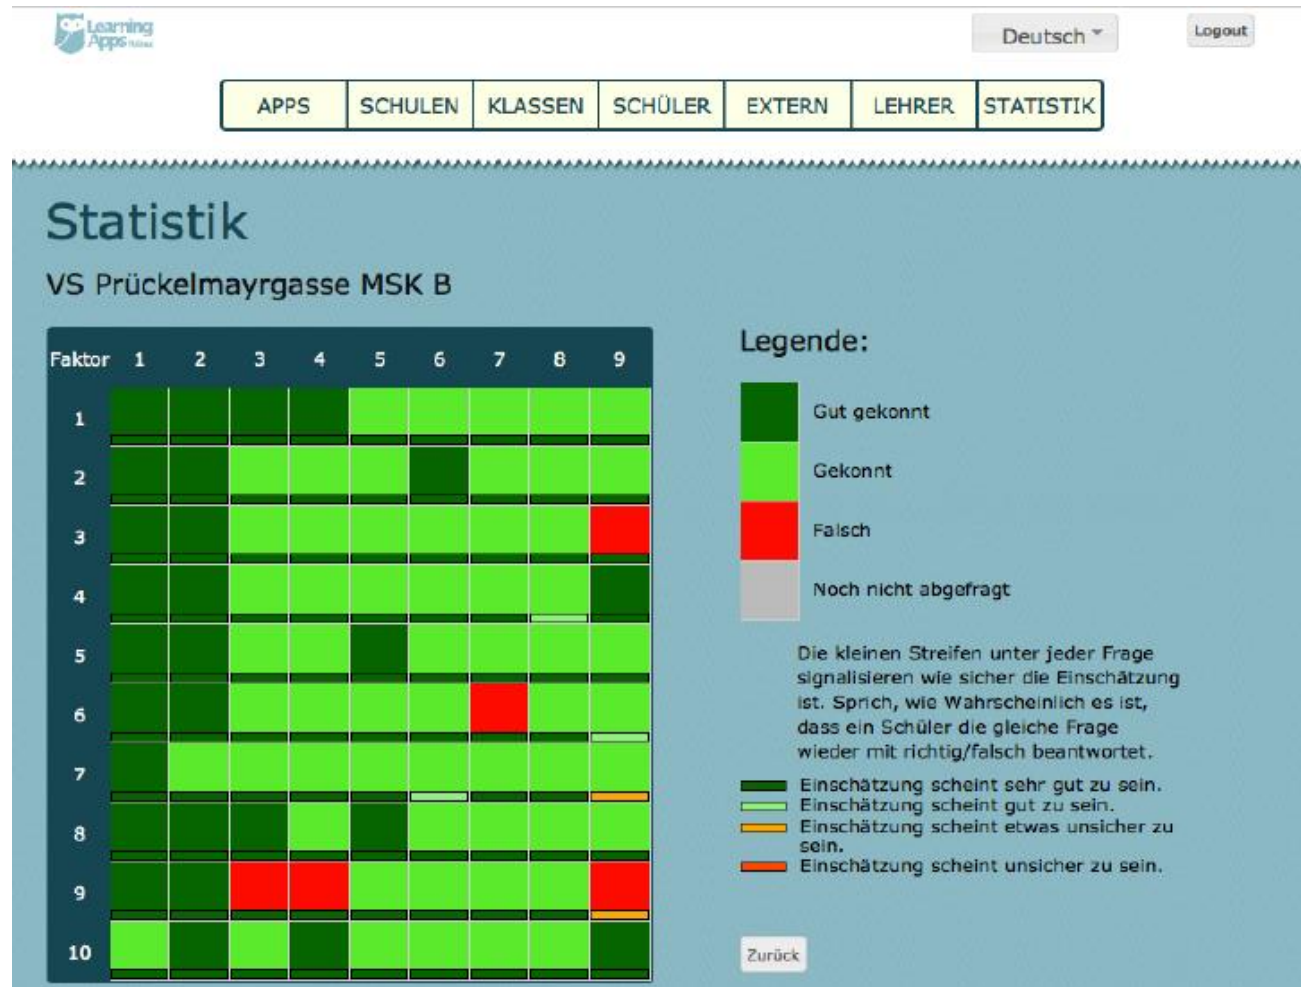 Learning
Apps
Deutsch
Logout
APPS SCHULEN KLASSEN SCHÜLER EXTERN LEHRER STATISTIK
Statistik
VS Prückelmayrgasse MSK B
Faktor 1 2 3 4 5 6 7 8 9
1
2
3
4
5
6
7
8
9
10
Legende:
Gut gekonnt
Gekonnt
Falsch
Noch nicht abgefragt
Die kleinen Streifen unter jeder Frage
signalisieren wie sicher die Einschätzung
ist. Sprich, wie Wahrscheinlich es ist,
dass ein Schüler die gleiche Frage
wieder mit richtig/falsch beantwortet.
Einschätzung scheint sehr gut zu sein.
Einschätzung scheint gut zu sein.
Einschätzung scheint etwas unsicher zu
sein.
Einschätzung scheint unsicher zu sein.
Zurück